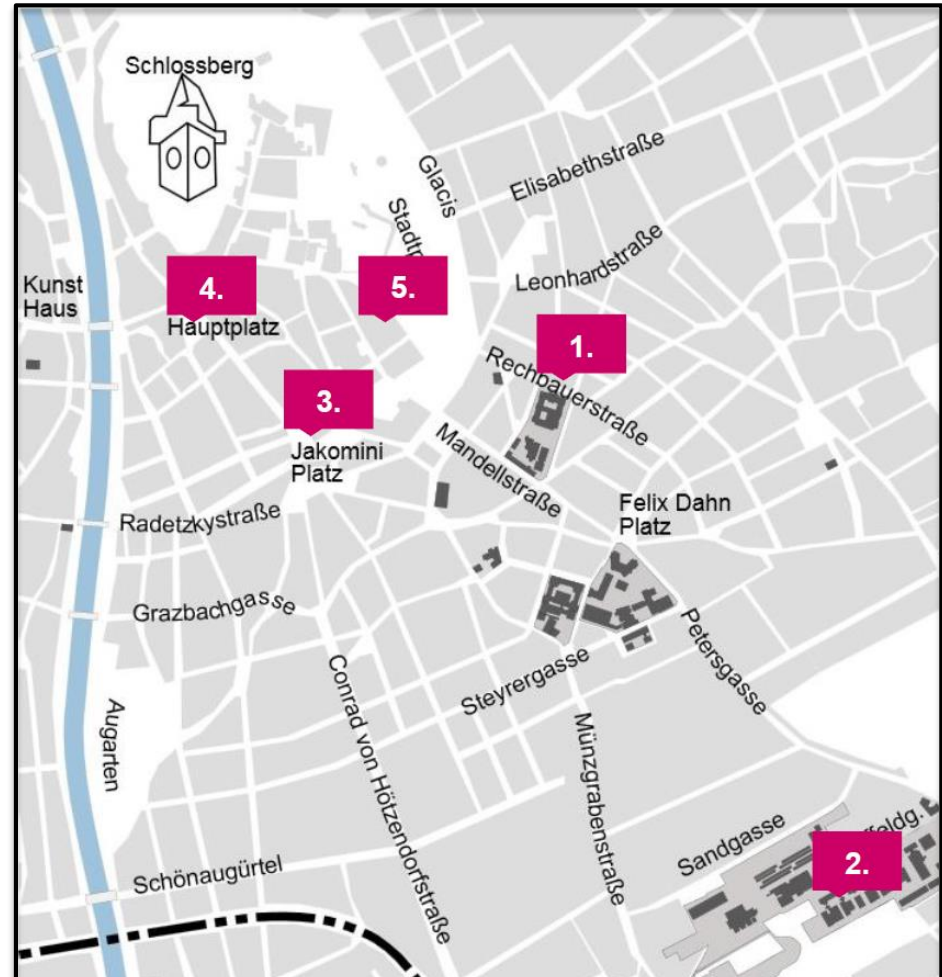 Schlossberg
Glacis
Elisabethstraße
Leonhardstraße
Kunst
Haus
4.
Hauptplatz
5.
1.
Rechbauerstraße
3.
Jakomini
Platz
Mandellstraße
Felix Dahn
Platz
Radetzkystraße
Grazbachgasse
Petersgasse
Steyrergasse
Conrad von Hötzendorfstraße
Münzgrabenstraße
Augarten
Sandgasse
2.
Schönaugürtel